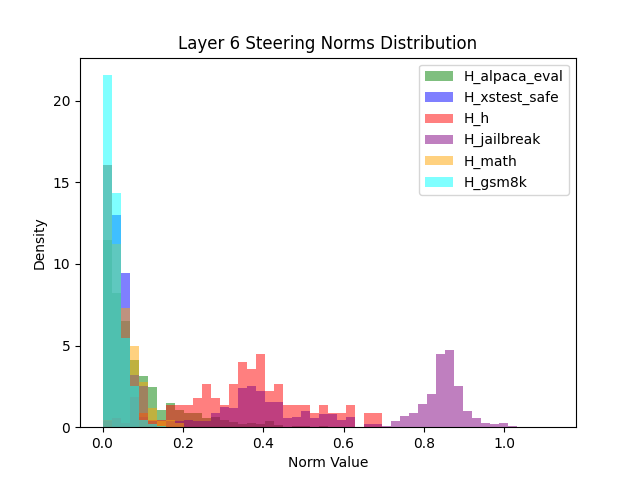 Layer 6 Steering Norms Distribution
H_alpaca_eval
H_xstest_safe
H_h
H_jailbreak
H_math
H_gsm8k
Density
20
15
10
5
0
0.0 0.2 0.4 0.6 0.8 1.0
Norm Value